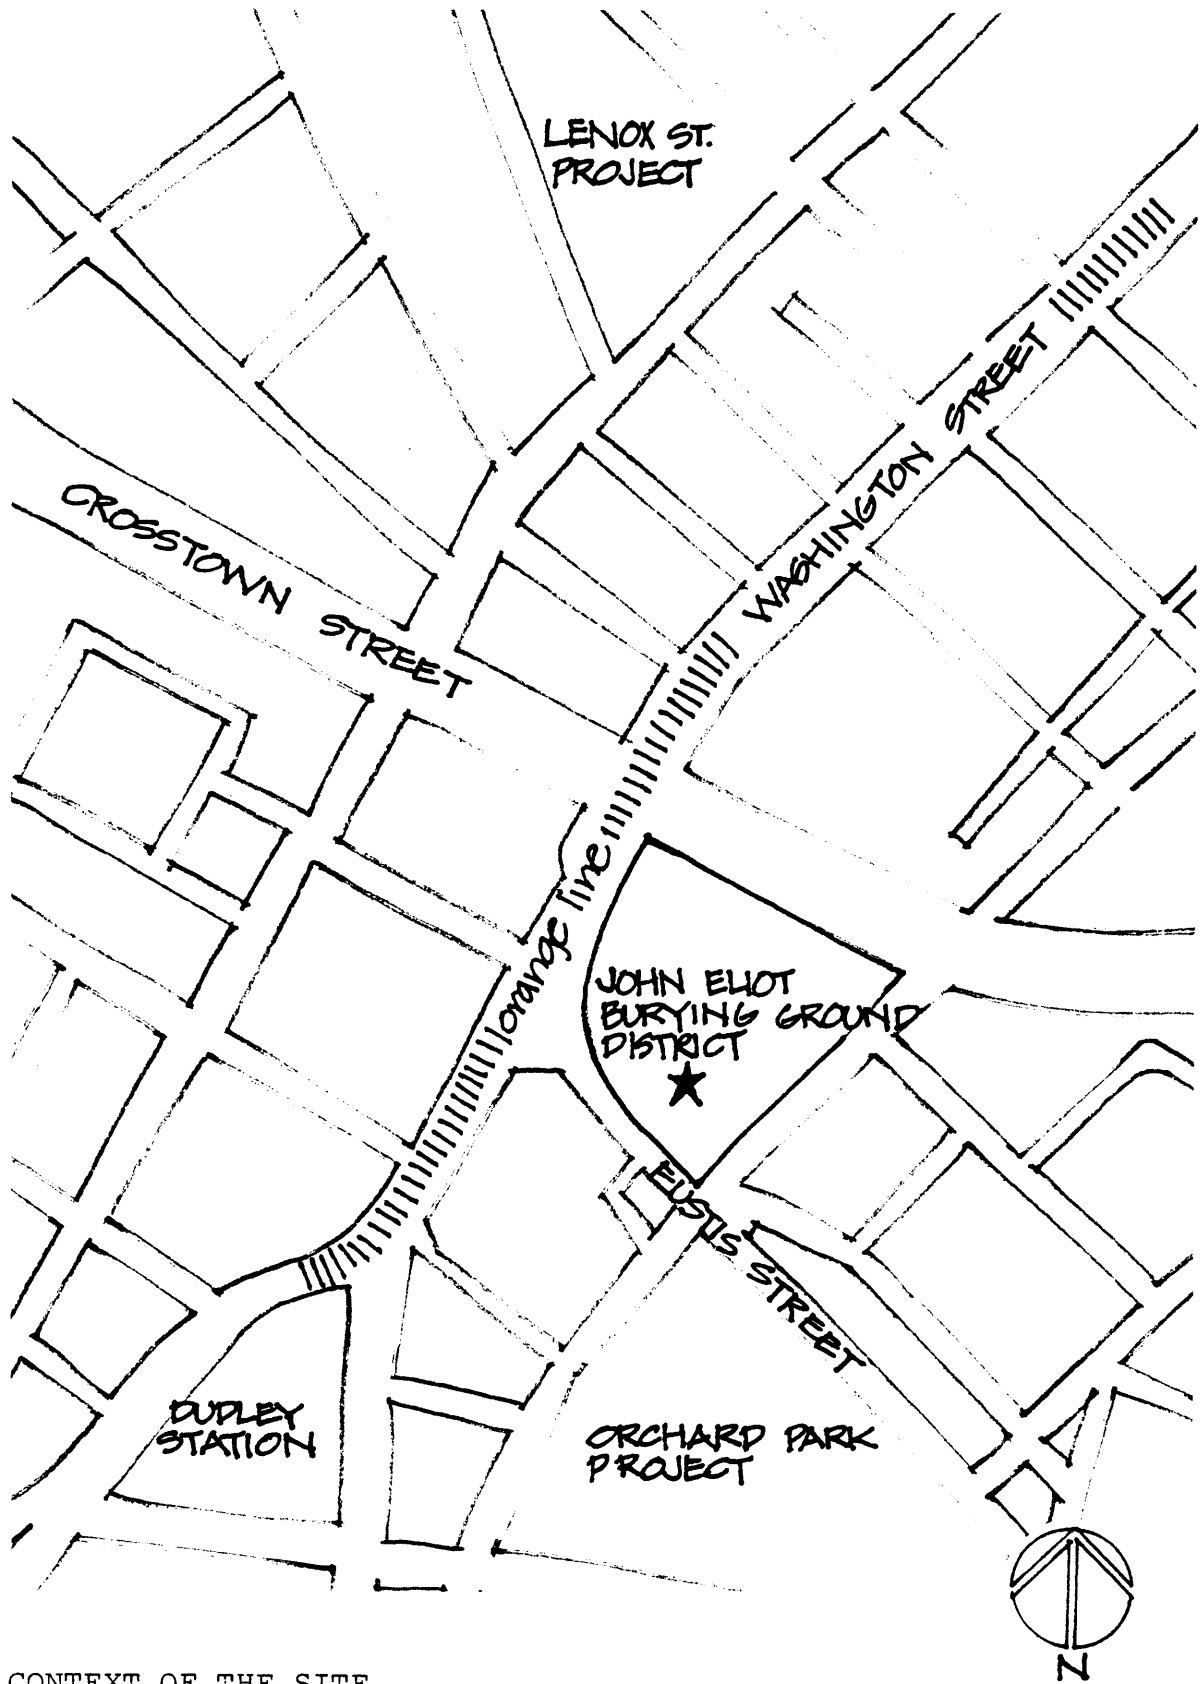 LENOX ST.
PROJECT
WASHINGTON STREET
CROSSTOWN STREET
orange line
JOHN ELIOT
BURYING GROUND
DISTRICT
EUSTIS STREET
DUDLEY
STATION
ORCHARD PARK
PROJECT
N
CONTEXT OF THE SITE